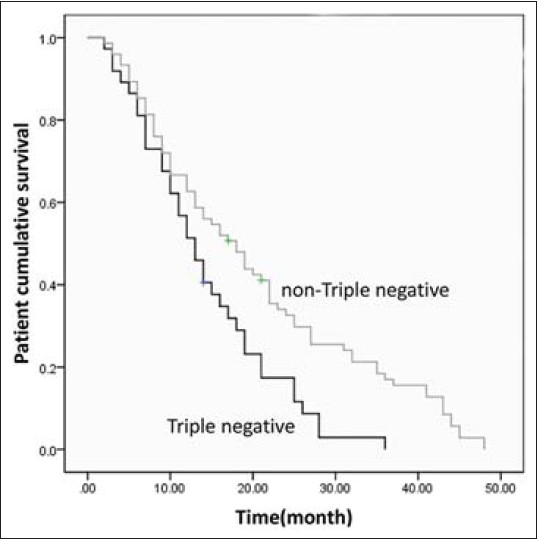 Patient cumulative survival
1.0
0.8
0.6
0.4
0.2
0.0
non-Triple negative
Triple negative
.00 10.00 20.00 30.00 40.00 50.00
Time(month)